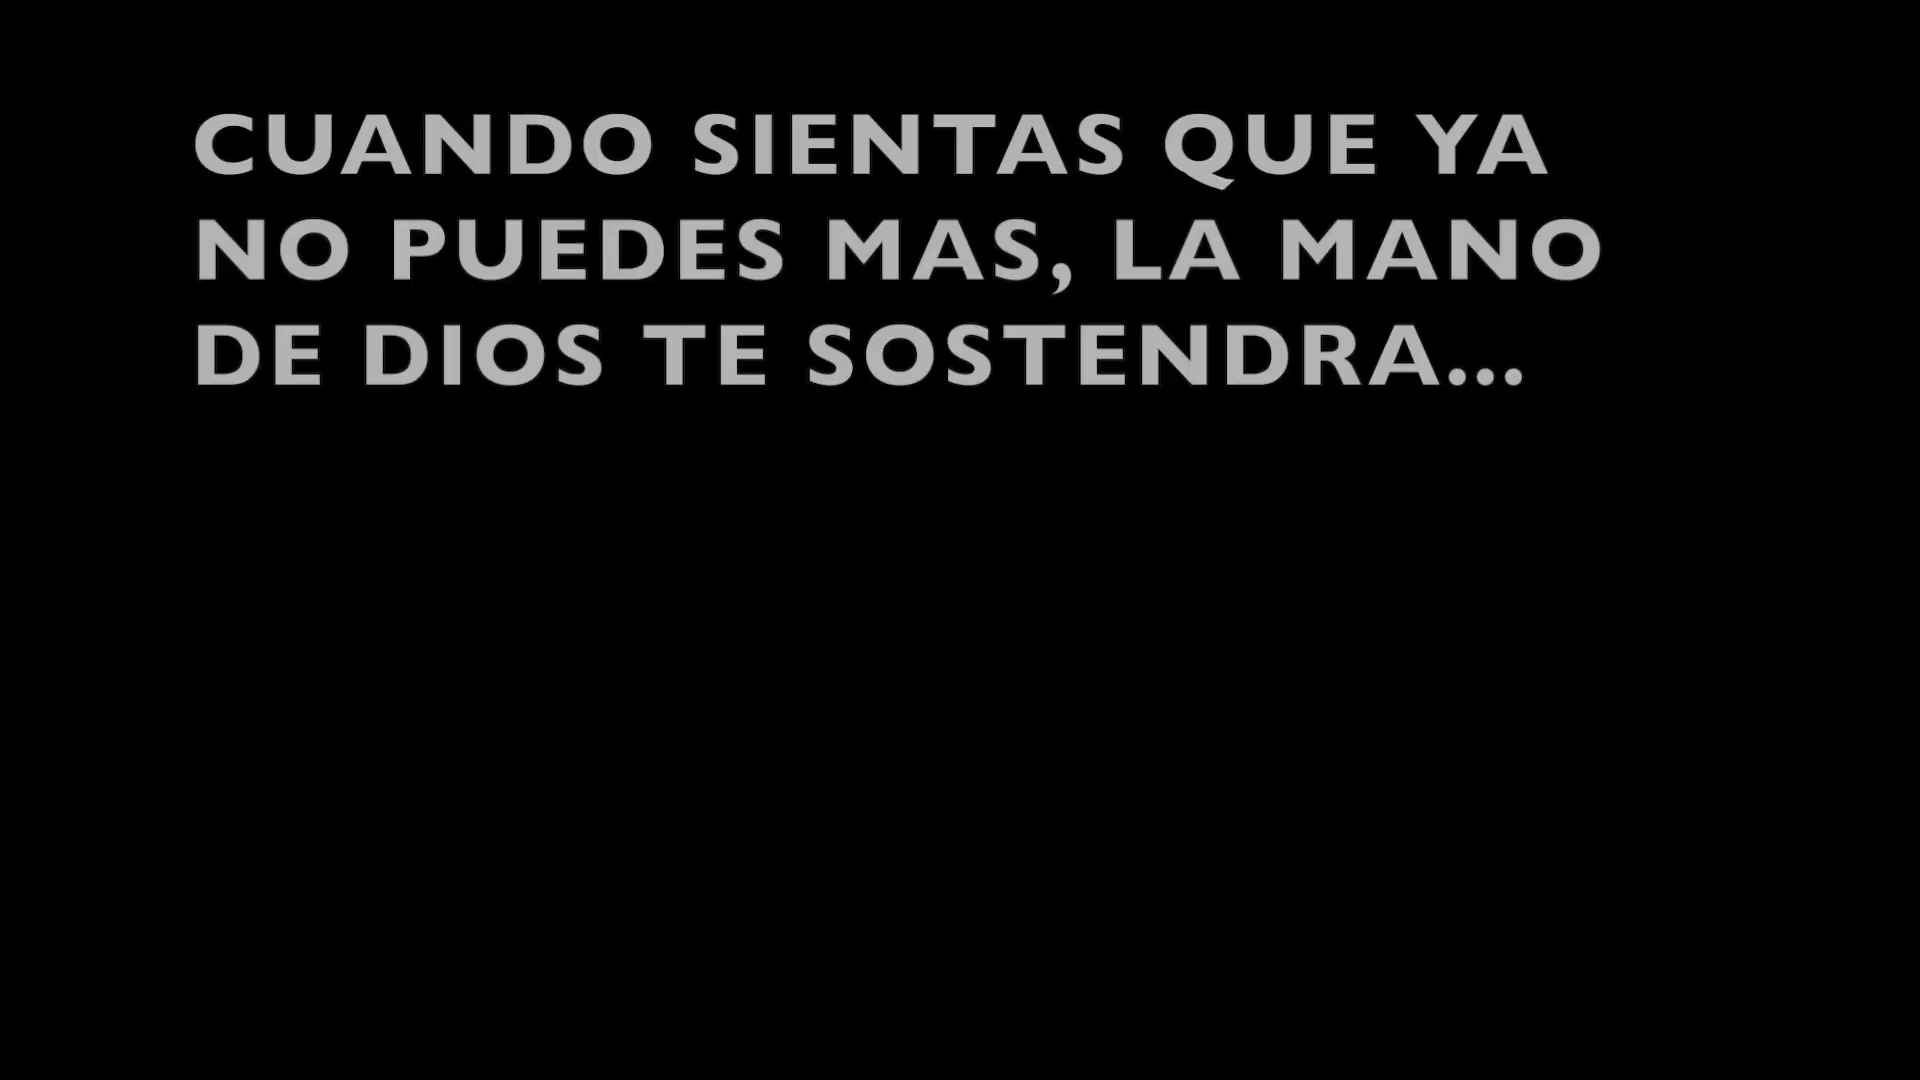 CUANDO SIENTAS QUE YA
NO PUEDES MAS, LA MANO
DE DIOS TE SOSTENDRA...